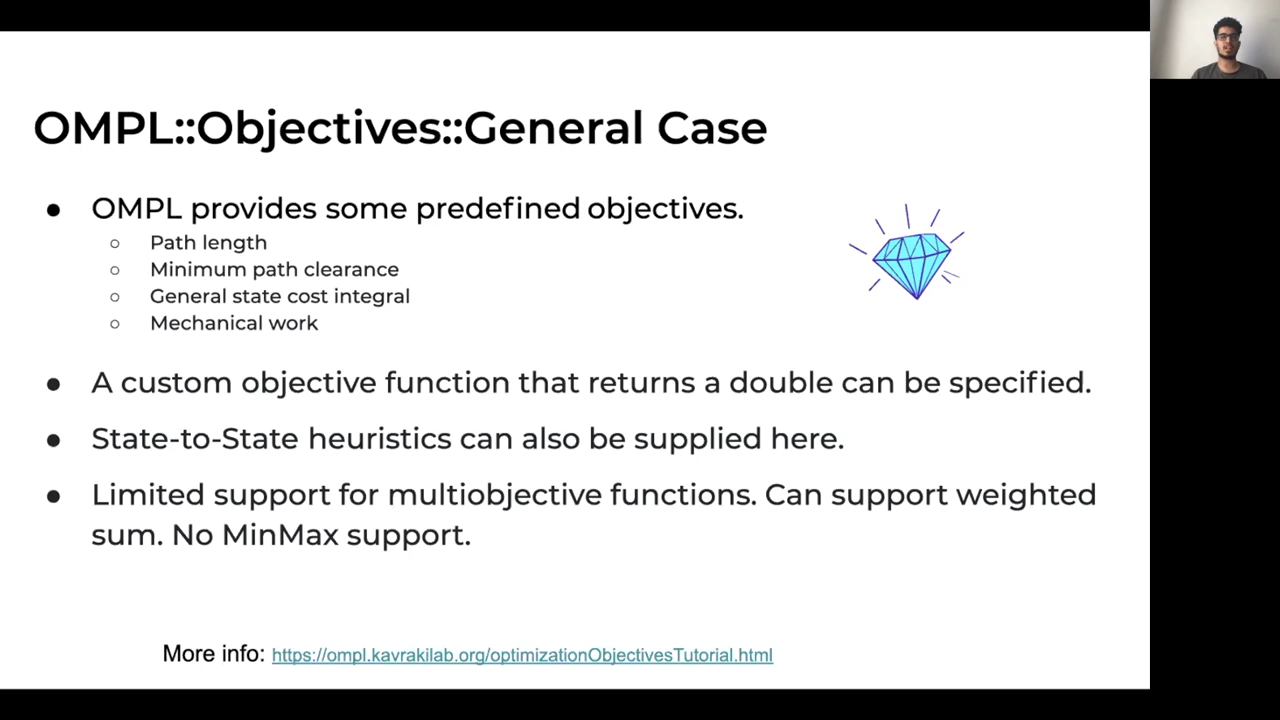 OMPL::Objectives::General Case
● OMPL provides some predefined objectives.
○ Path length
○ Minimum path clearance
○ General state cost integral
○ Mechanical work
● A custom objective function that returns a double can be specified.
● State-to-State heuristics can also be supplied here.
● Limited support for multiobjective functions. Can support weighted
sum. No MinMax support.
More info: https://ompl.kavrakilab.org/optimizationObjectivesTutorial.html